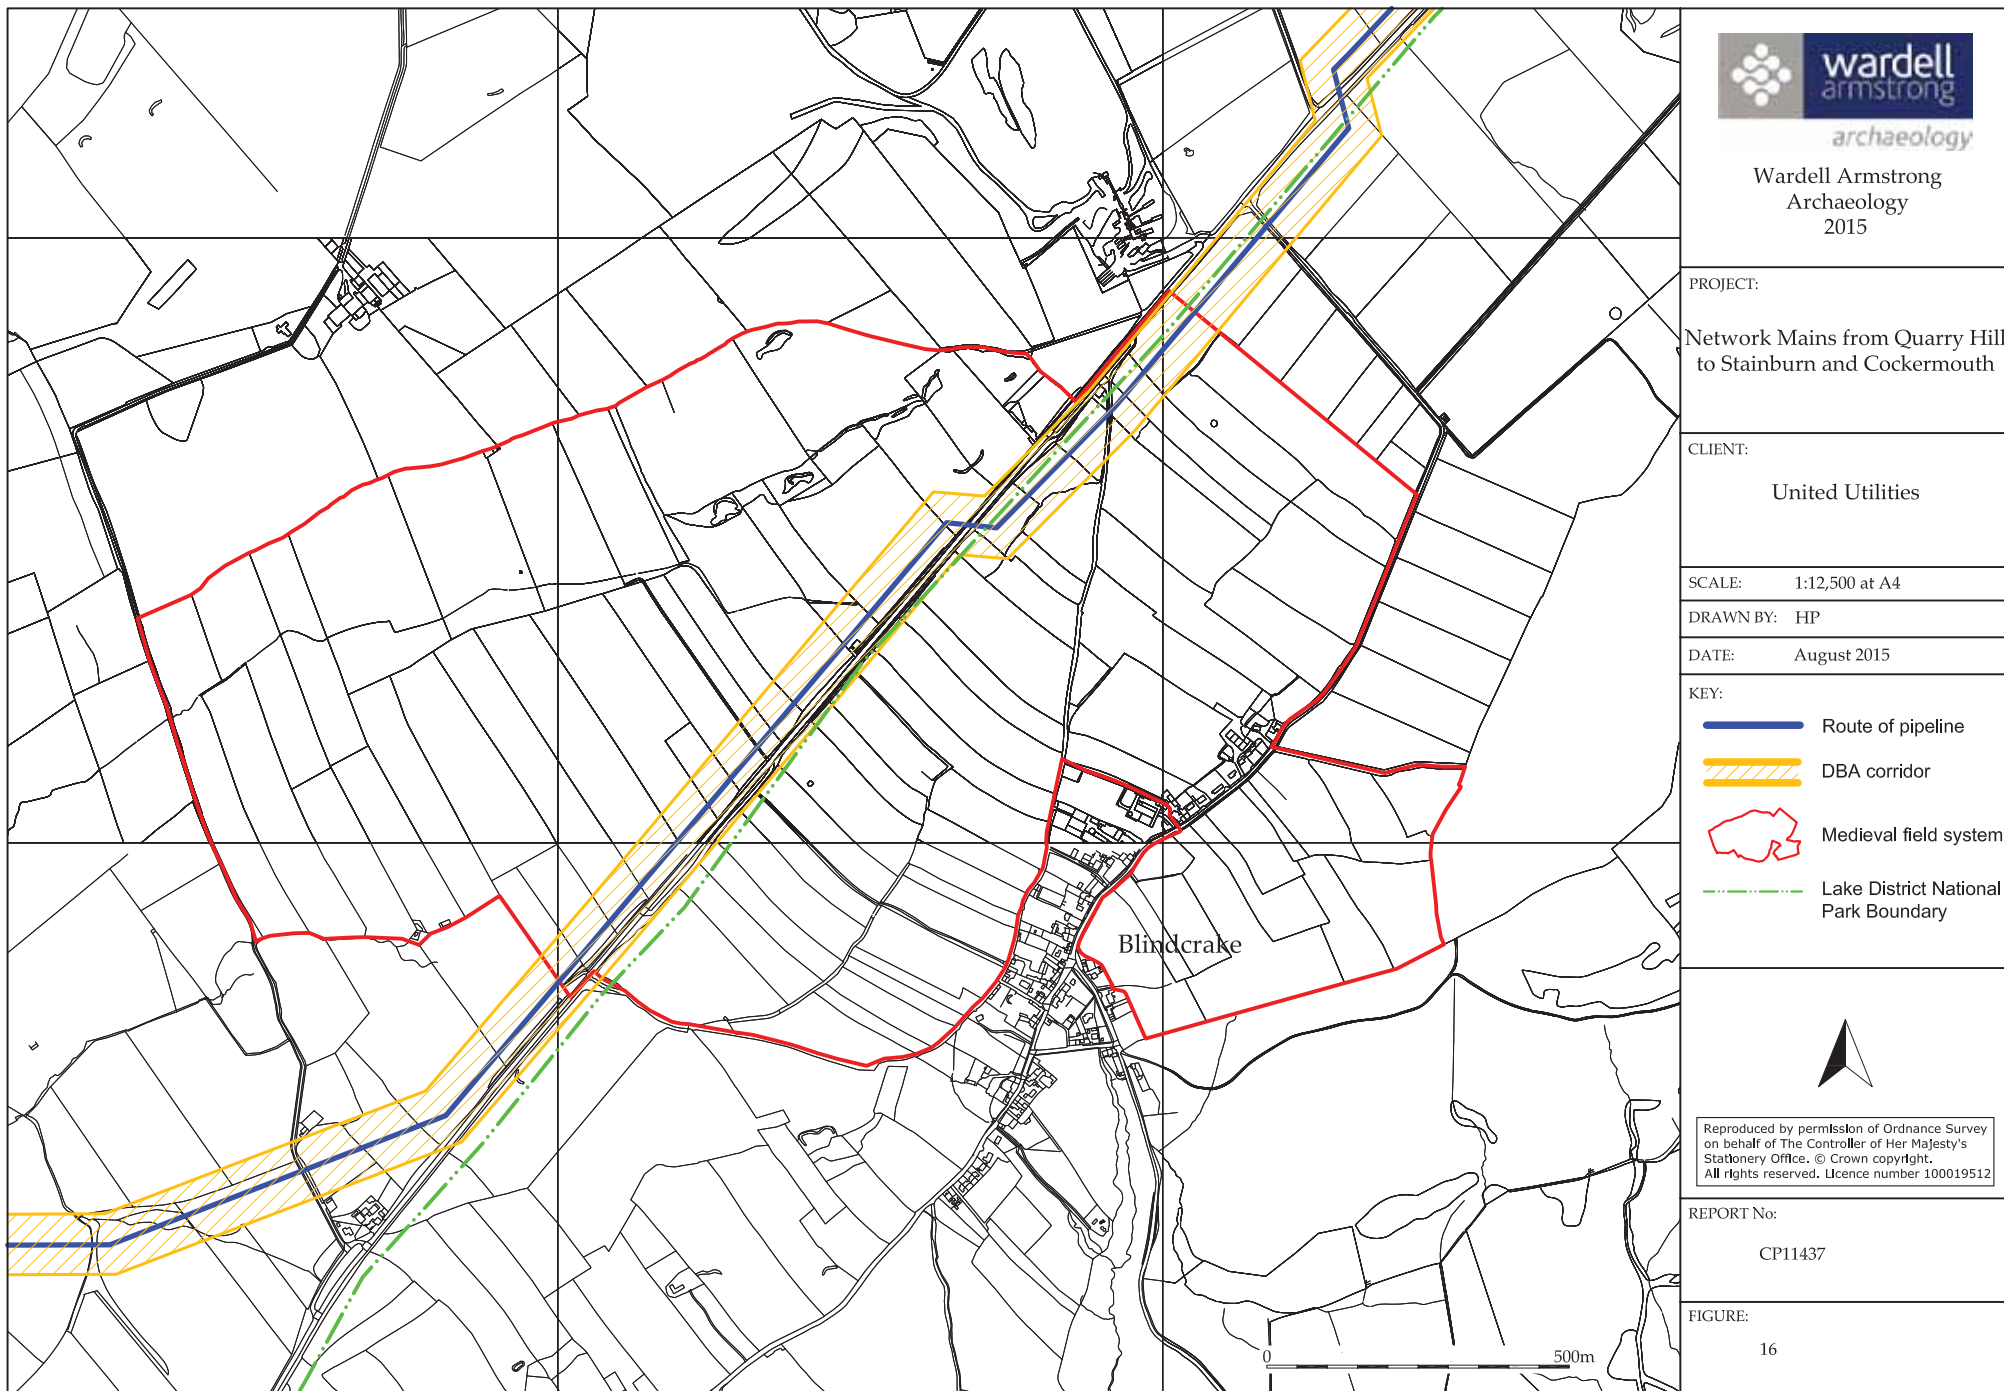 wardell
armstrong
archaeology
Wardell Armstrong
Archaeology
2015
PROJECT:
Network Mains from Quarry Hill
to Stainburn and Cockermouth
CLIENT:
United Utilities
SCALE: 1:12,500 at A4
DRAWN BY: HP
DATE: August 2015
KEY:
Route of pipeline
DBA corridor
Medieval field system
Lake District National
Park Boundary
Reproduced by permission of Ordnance Survey
on behalf of The Controller of Her Majesty's
Stationery Office. © Crown copyright.
All rights reserved. Licence number 100019512
REPORT No:
CP11437
FIGURE:
16
Blindcrake
0 500m